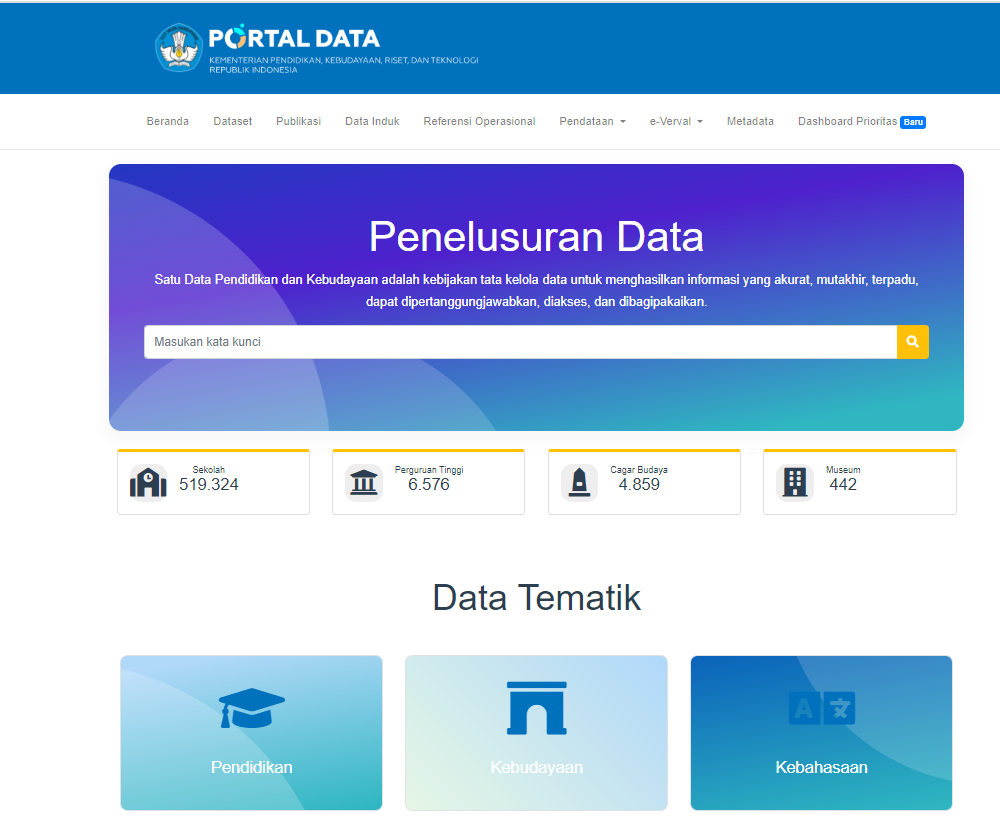 PORTAL DATA
KEMENTERIAN PENDIDIKAN, KEBUDAYAAN, RISET, DAN TEKNOLOGI
REPUBLIK INDONESIA
Beranda Dataset Publikasi Data Induk Referensi Operasional Pendataan e-Verval Metadata Dashboard Prioritas Baru
Penelusuran Data
Satu Data Pendidikan dan Kebudayaan adalah kebijakan tata kelola data untuk menghasilkan informasi yang akurat, mutakhir, terpadu,
dapat dipertanggungjawabkan, diakses, dan dibagipakaikan.
Masukan kata kunci
Sekolah
519.324
Perguruan Tinggi
6.576
Cagar Budaya
4.859
Museum
442
Data Tematik
Pendidikan
Kebudayaan
A 文
Kebahasaan